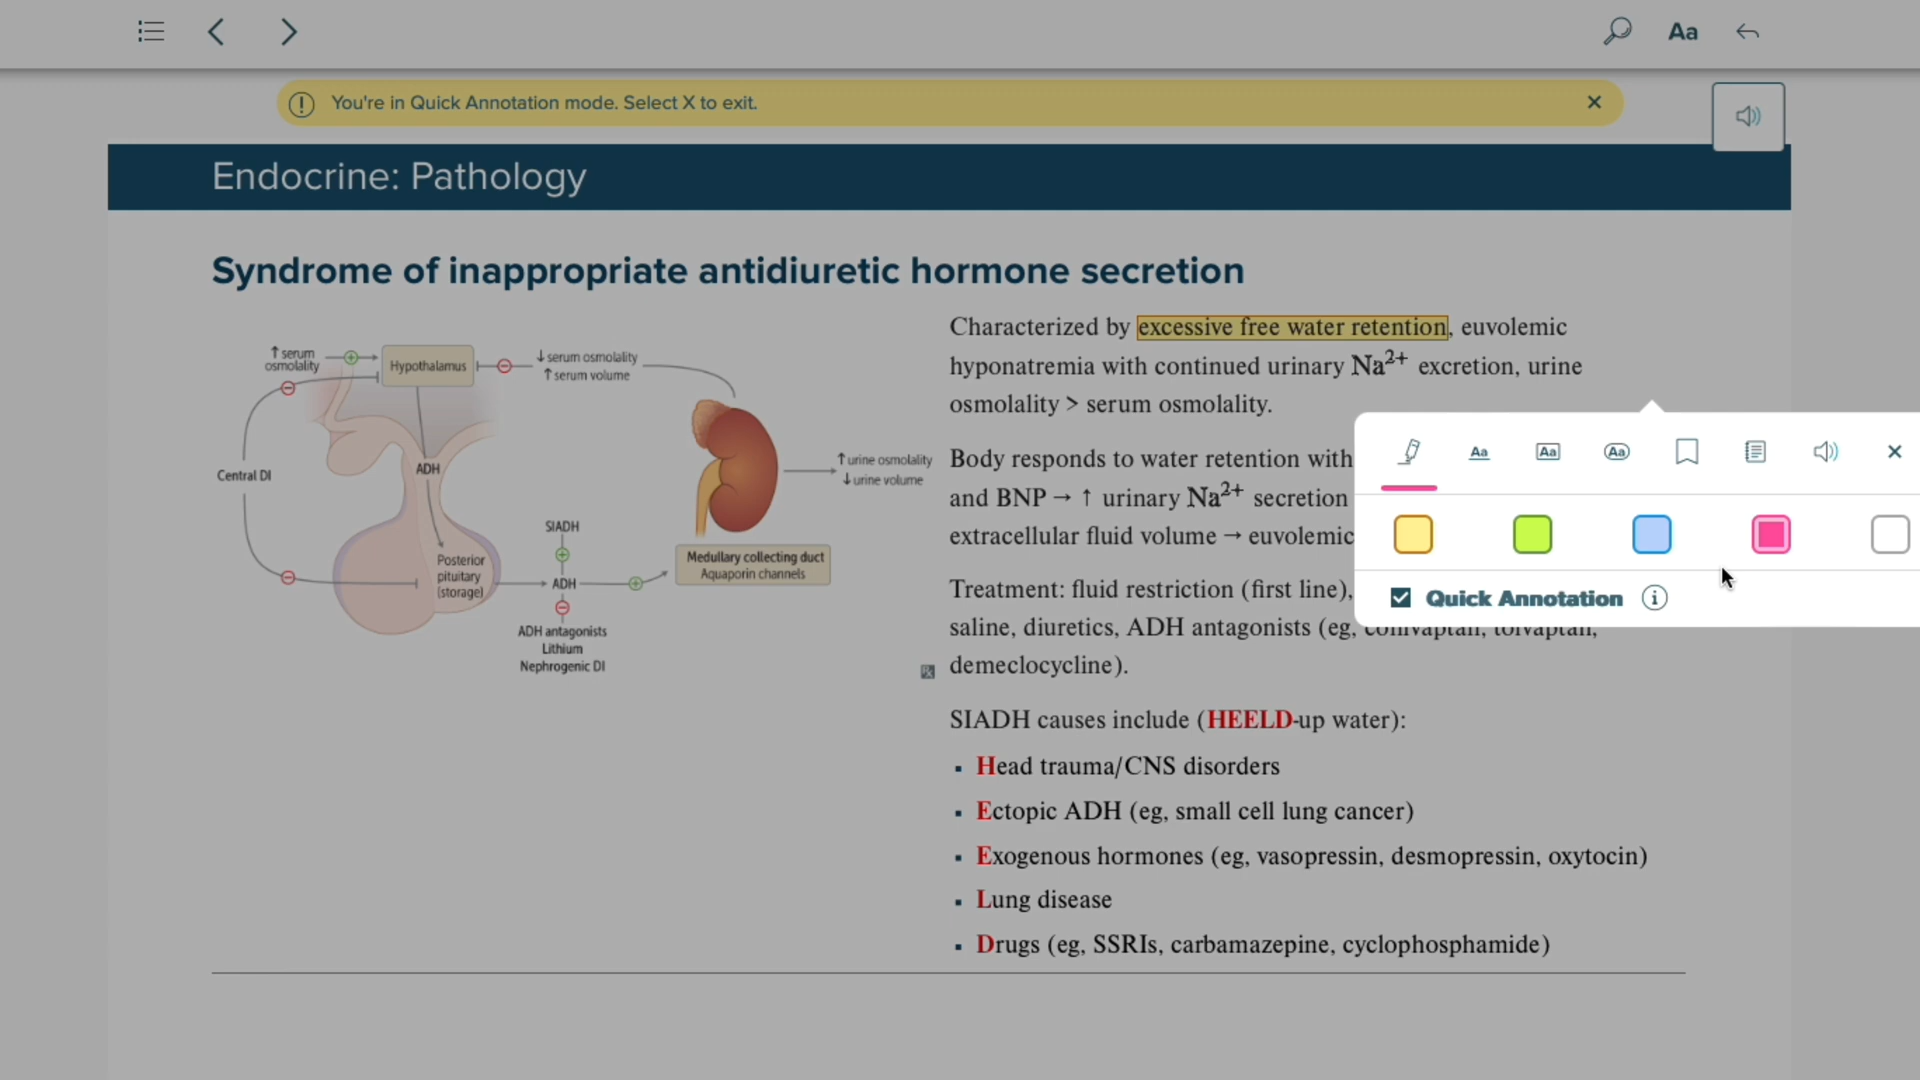 Aa
You're in Quick Annotation mode. Select X to exit.
Endocrine: Pathology
Syndrome of inappropriate antidiuretic hormone secretion
↑ serum
osmolality
Hypothalamus
↓ serum osmolality
↑ serum volume
Central DI
ADH
↑ urine osmolality
↓ urine volume
SIADH
Posterior
pituitary
(storage)
ADH
Medullary collecting duct
Aquaporin channels
ADH antagonists
Lithium
Nephrogenic DI
Characterized by excessive free water retention, euvolemic
hyponatremia with continued urinary Na2+ excretion, urine
osmolality > serum osmolality.
Body responds to water retention with
and BNP → ↑ urinary Na2+ secretion
extracellular fluid volume → euvolemic
Treatment: fluid restriction (first line),
saline, diuretics, ADH antagonists (eg, conivaptan, tolvaptan,
demeclocycline).
Rx
SIADH causes include (HEELD-up water):
▪ Head trauma/CNS disorders
▪ Ectopic ADH (eg, small cell lung cancer)
▪ Exogenous hormones (eg, vasopressin, desmopressin, oxytocin)
▪ Lung disease
▪ Drugs (eg, SSRIs, carbamazepine, cyclophosphamide)
Aa Aa Aa
Quick Annotation